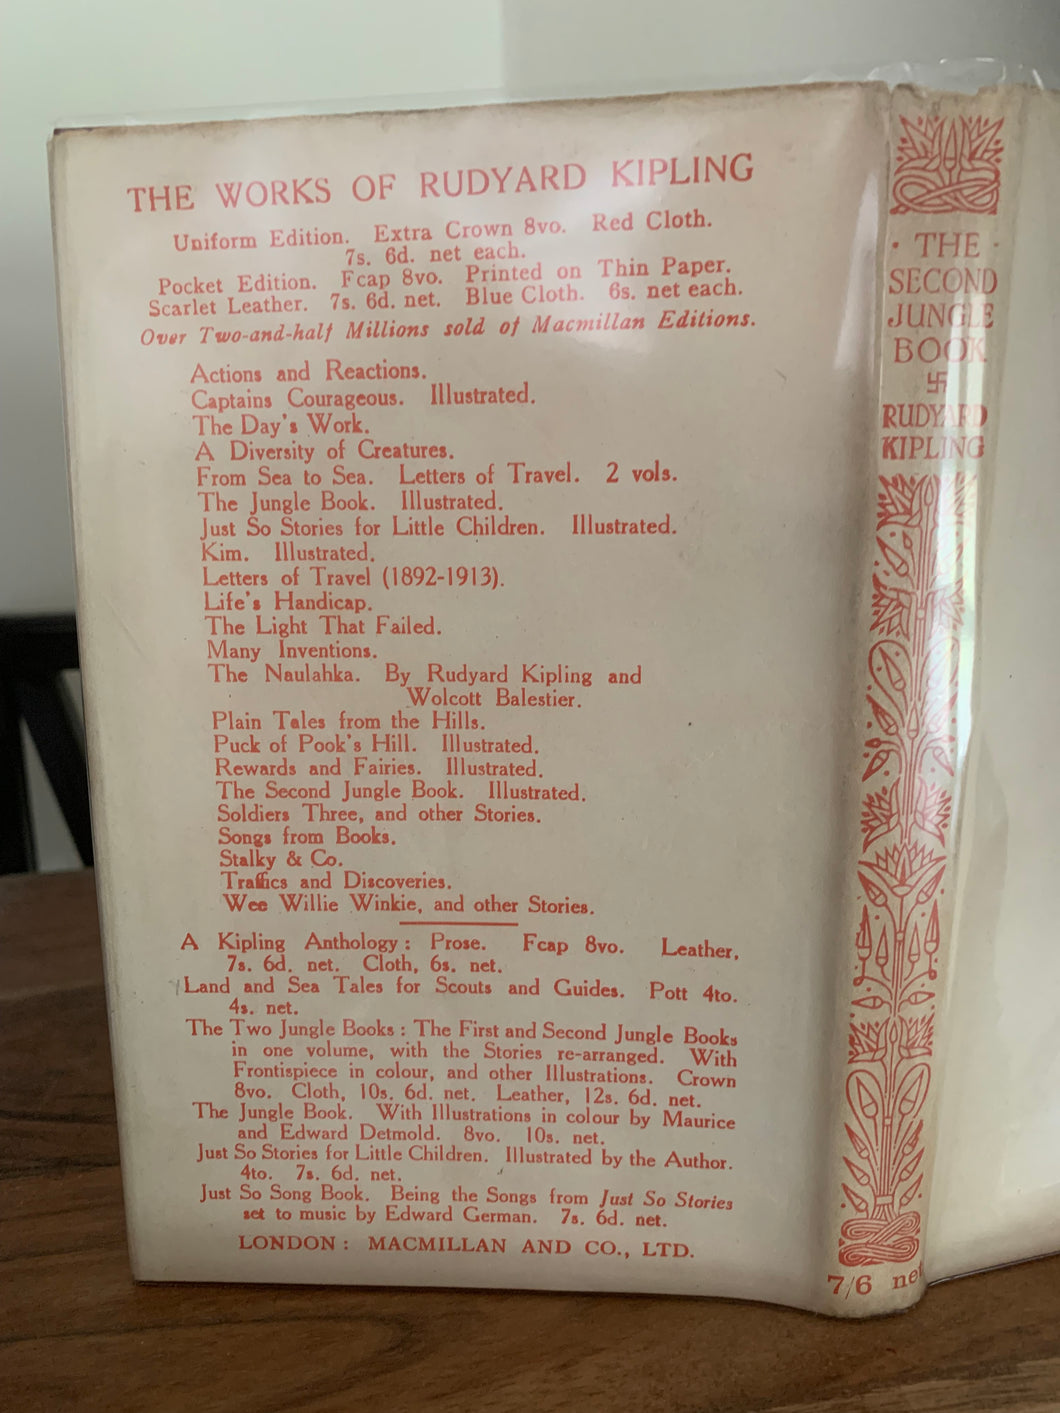 THE WORKS OF RUDYARD KIPLING
Uniform Edition. Extra Crown 8vo. Red Cloth.
7s. 6d. net each.
Pocket Edition. Fcap 8vo. Printed on Thin Paper.
Scarlet Leather. 7s. 6d. net. Blue Cloth. 6s. net each.
Over Two-and-half Millions sold of Macmillan Editions.
Actions and Reactions.
Captains Courageous. Illustrated.
The Day's Work.
A Diversity of Creatures.
From Sea to Sea. Letters of Travel. 2 vols.
The Jungle Book. Illustrated.
Just So Stories for Little Children. Illustrated.
Kim. Illustrated.
Letters of Travel (1892-1913).
Life's Handicap.
The Light That Failed.
Many Inventions.
The Naulahka. By Rudyard Kipling and
Wolcott Balestier.
Plain Tales from the Hills.
Puck of Pook's Hill. Illustrated.
Rewards and Fairies. Illustrated.
The Second Jungle Book. Illustrated.
Soldiers Three, and other Stories.
Songs from Books.
Stalky & Co.
Traffics and Discoveries.
Wee Willie Winkie, and other Stories.
A Kipling Anthology: Prose. Fcap 8vo. Leather,
7s. 6d. net. Cloth, 6s. net.
Land and Sea Tales for Scouts and Guides. Pott 4to.
4s. net.
The Two Jungle Books: The First and Second Jungle Books
in one volume, with the Stories re-arranged. With
Frontispiece in colour, and other Illustrations. Crown
8vo. Cloth, 10s. 6d. net. Leather, 12s. 6d. net.
The Jungle Book. With Illustrations in colour by Maurice
and Edward Detmold. 8vo. 10s. net.
Just So Stories for Little Children. Illustrated by the Author.
4to. 7s. 6d. net.
Just So Song Book. Being the Songs from Just So Stories
set to music by Edward German. 7s. 6d. net.
LONDON: MACMILLAN AND CO., LTD.
· THE ·
SECOND
JUNGLE
BOOK
卐
RUDYARD
KIPLING
7/6 net